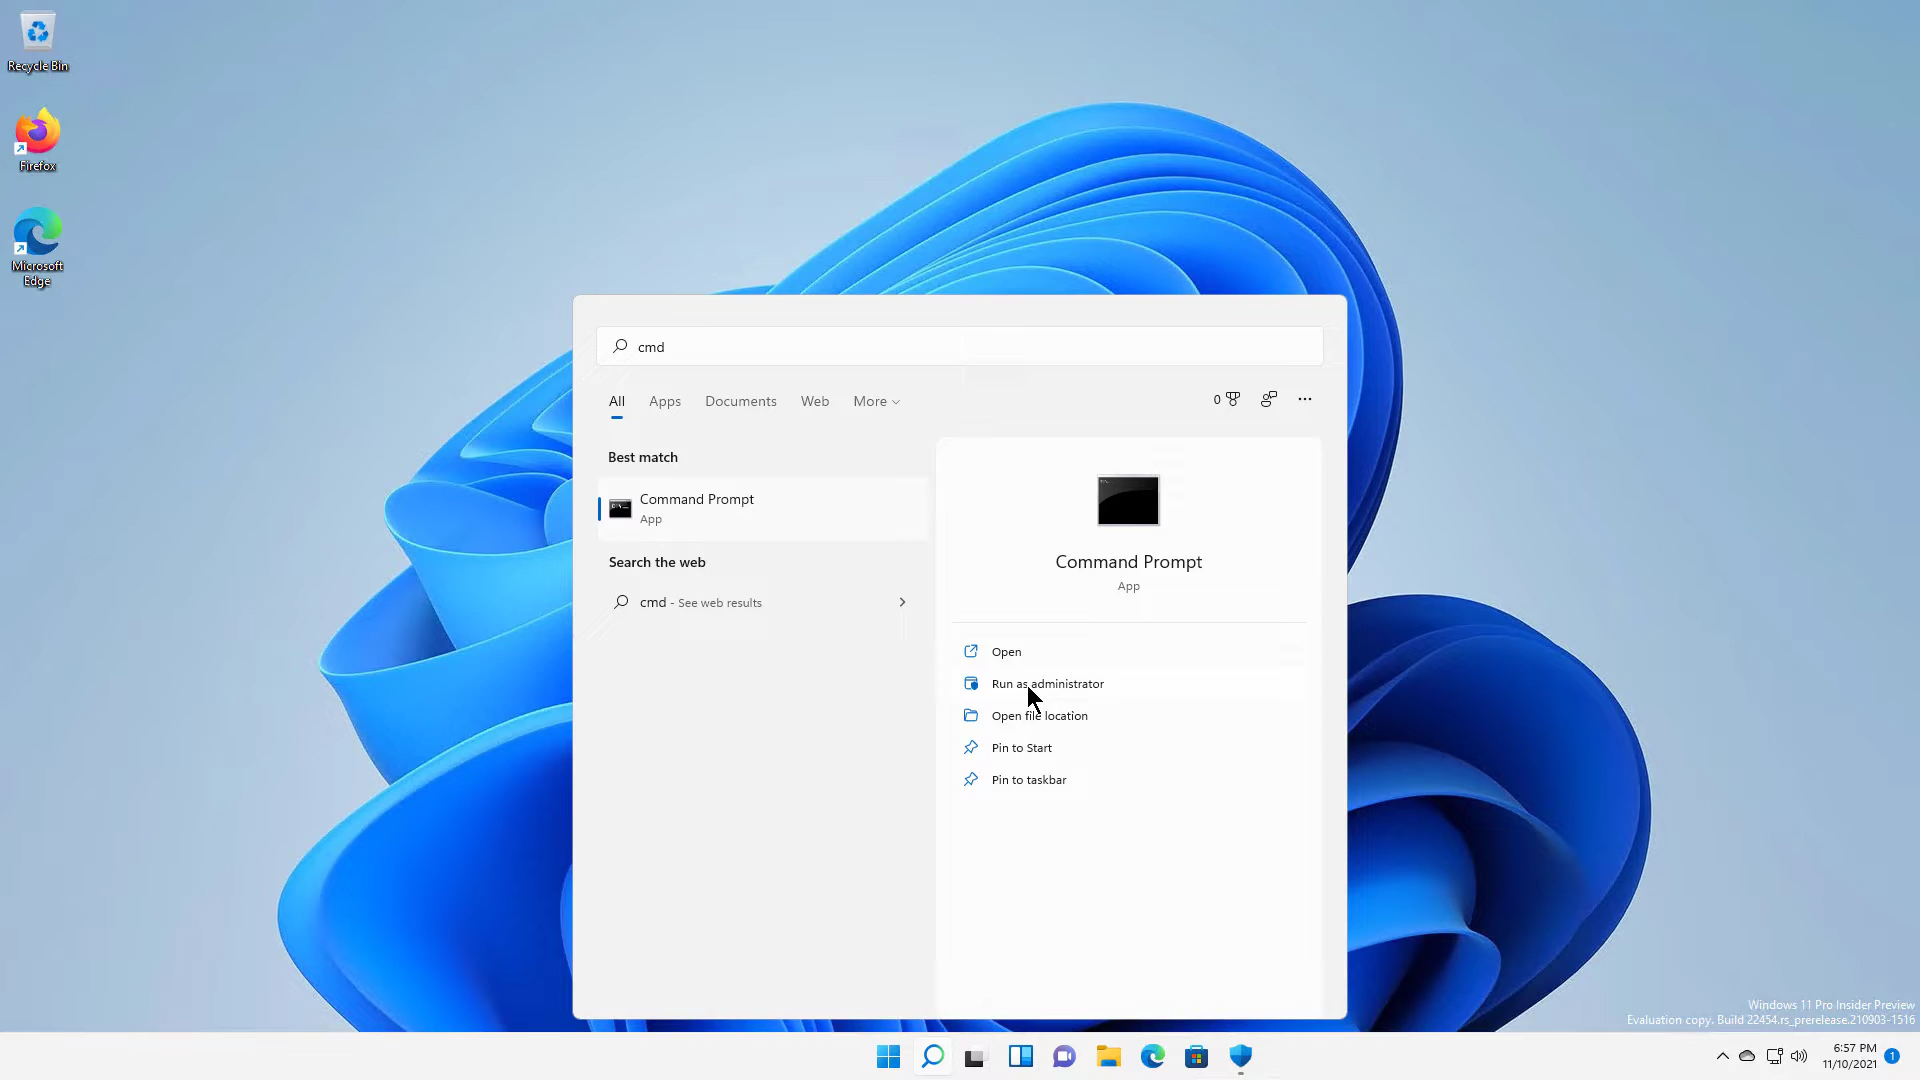 Recycle Bin
Firefox
Microsoft
Edge
cmd
All Apps Documents Web More
0
Best match
Command Prompt
App
Search the web
cmd - See web results
Command Prompt
App
Open
Run as administrator
Open file location
Pin to Start
Pin to taskbar
Windows 11 Pro Insider Preview
Evaluation copy. Build 22454.rs_prerelease.210903-1516
6:57 PM
11/10/2021
1